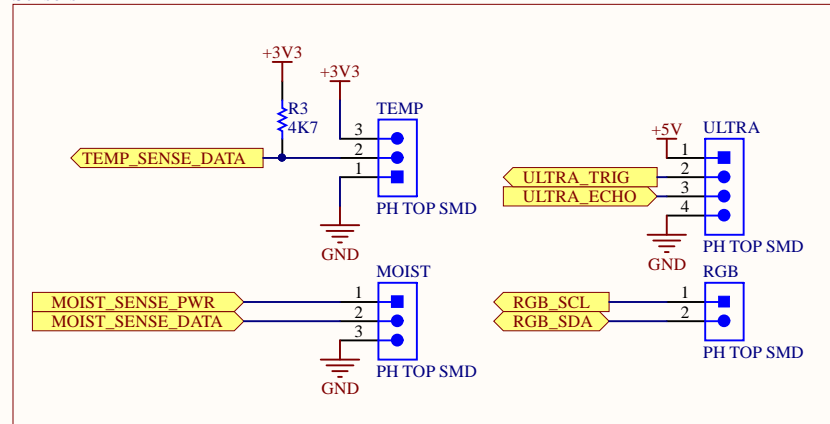 +3V3
+3V3
R3
4K7
TEMP
3
2
1
TEMP_SENSE_DATA
PH TOP SMD
GND
+5V
ULTRA
1
2
3
4
ULTRA_TRIG
ULTRA_ECHO
PH TOP SMD
GND
MOIST
MOIST_SENSE_PWR
MOIST_SENSE_DATA
1
2
3
PH TOP SMD
GND
RGB
RGB_SCL
RGB_SDA
1
2
PH TOP SMD